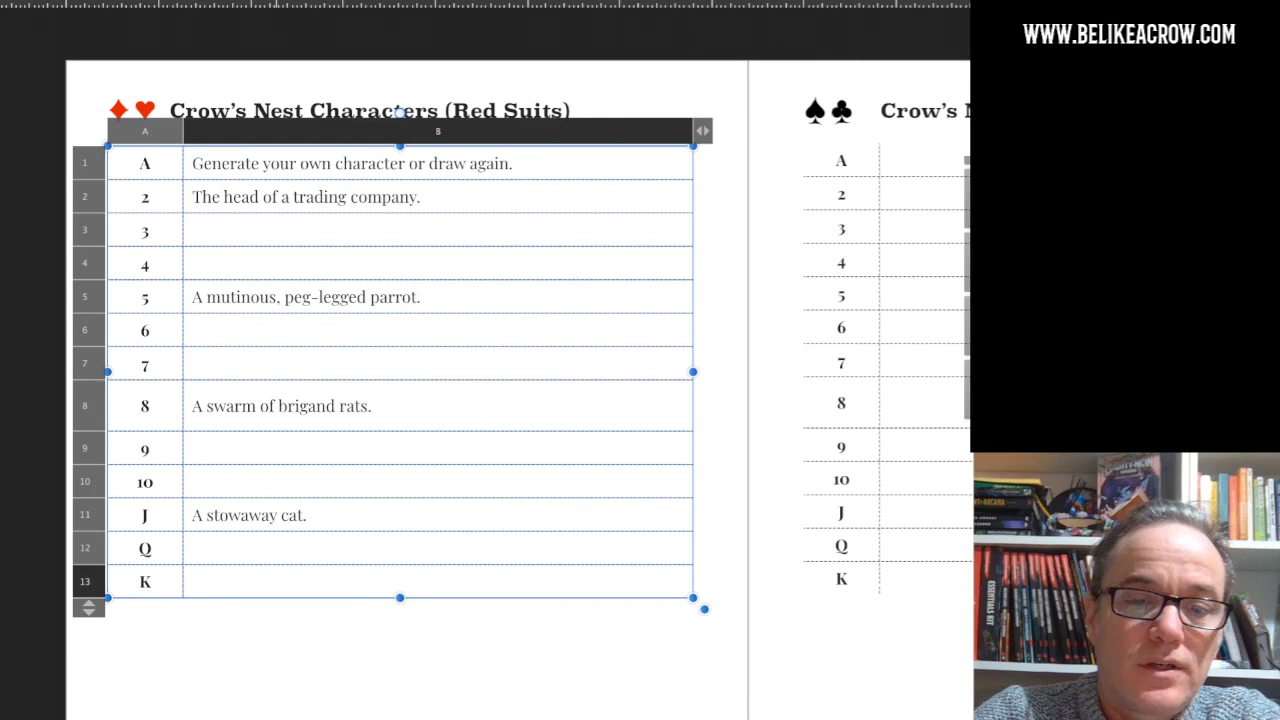 WWW.BELIKEACROW.COM
Crow's Nest Characters (Red Suits)
A B
1 A Generate your own character or draw again.
2 2 The head of a trading company.
3 3
4 4
5 5 A mutinous, peg-legged parrot.
6 6
7 7
8 8 A swarm of brigand rats.
9 9
10 10
11 J A stowaway cat.
12 Q
13 K
Crow's
A
2
3
4
5
6
7
8
9
10
J
Q
K
ESSENTIALS KIT